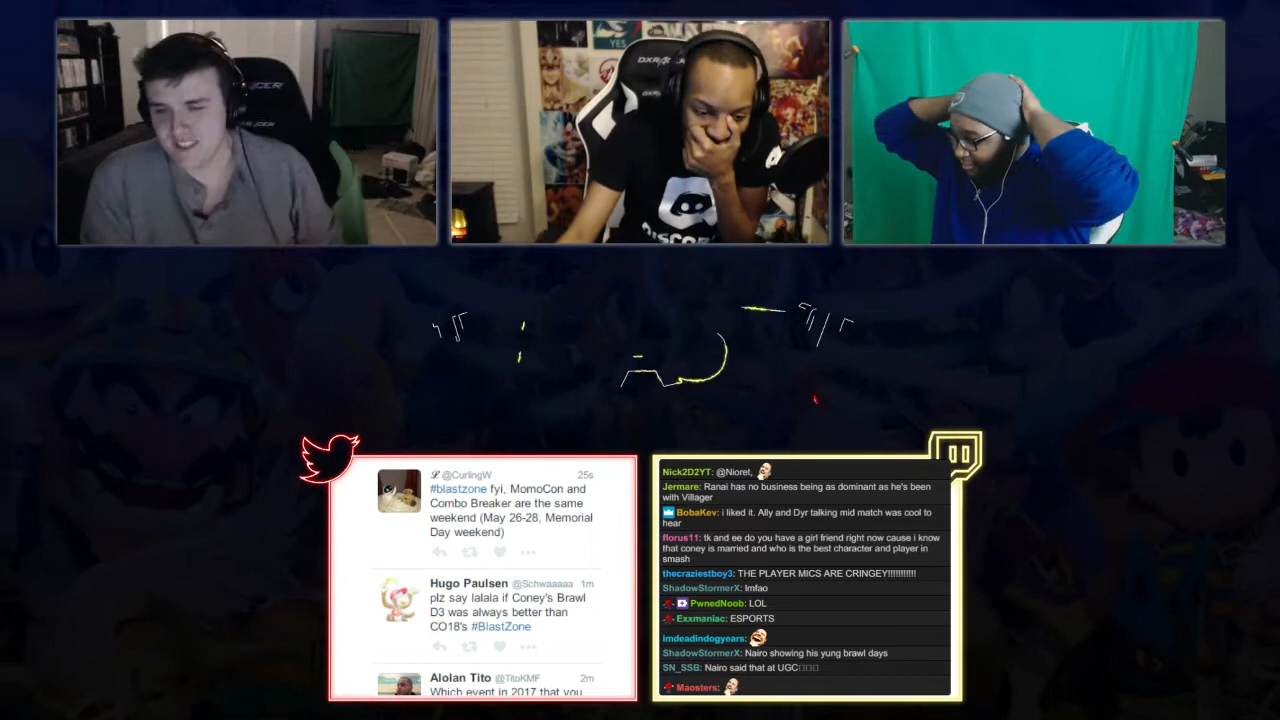 YES
DXRACER
ACER
DISCORD
ℒ @CurlingW 25s
#blastzone fyi, MomoCon and
Combo Breaker are the same
weekend (May 26-28, Memorial
Day weekend)
Hugo Paulsen @Schwaaaaa 1m
plz say lalala if Coney's Brawl
D3 was always better than
CO18's #BlastZone
Alolan Tito @TitoKMF 2m
Which event in 2017 that you
Nick2D2YT: @Nioret,
Jermare: Ranai has no business being as dominant as he's been
with Villager
BobaKev: i liked it. Ally and Dyr talking mid match was cool to
hear
florus11: tk and ee do you have a girl friend right now cause i know
that coney is married and who is the best character and player in
smash
thecraziestboy3: THE PLAYER MICS ARE CRINGEY!!!!!!!!!!!
ShadowStormerX: lmfao
PwnedNoob: LOL
Exxmaniac: ESPORTS
imdeadindogyears:
ShadowStormerX: Nairo showing his yung brawl days
SN_SSB: Nairo said that at UGC□□□
Maosters: